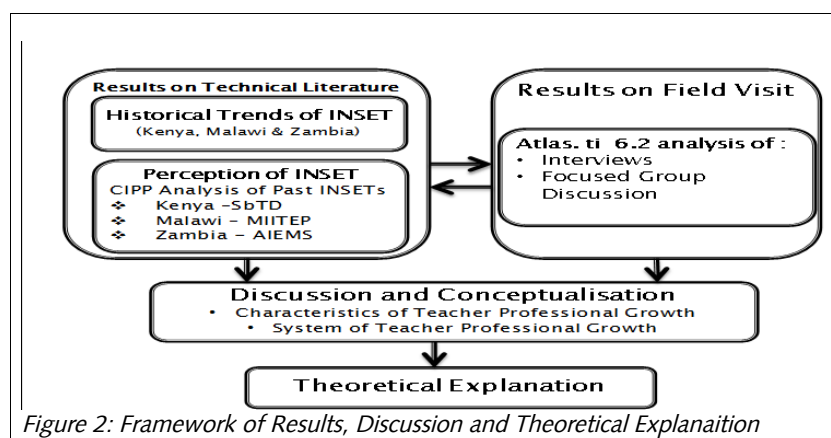 Results on Technical Literature
Historical Trends of INSET
(Kenya, Malawi & Zambia)
Perception of INSET
CIPP Analysis of Past INSETs
❖ Kenya –SbTD
❖ Malawi – MIITEP
❖ Zambia – AIEMS
Results on Field Visit
Atlas. ti 6.2 analysis of :
• Interviews
• Focused Group
Discussion
Discussion and Conceptualisation
• Characteristics of Teacher Professional Growth
• System of Teacher Professional Growth
Theoretical Explanation
Figure 2: Framework of Results, Discussion and Theoretical Explanaition